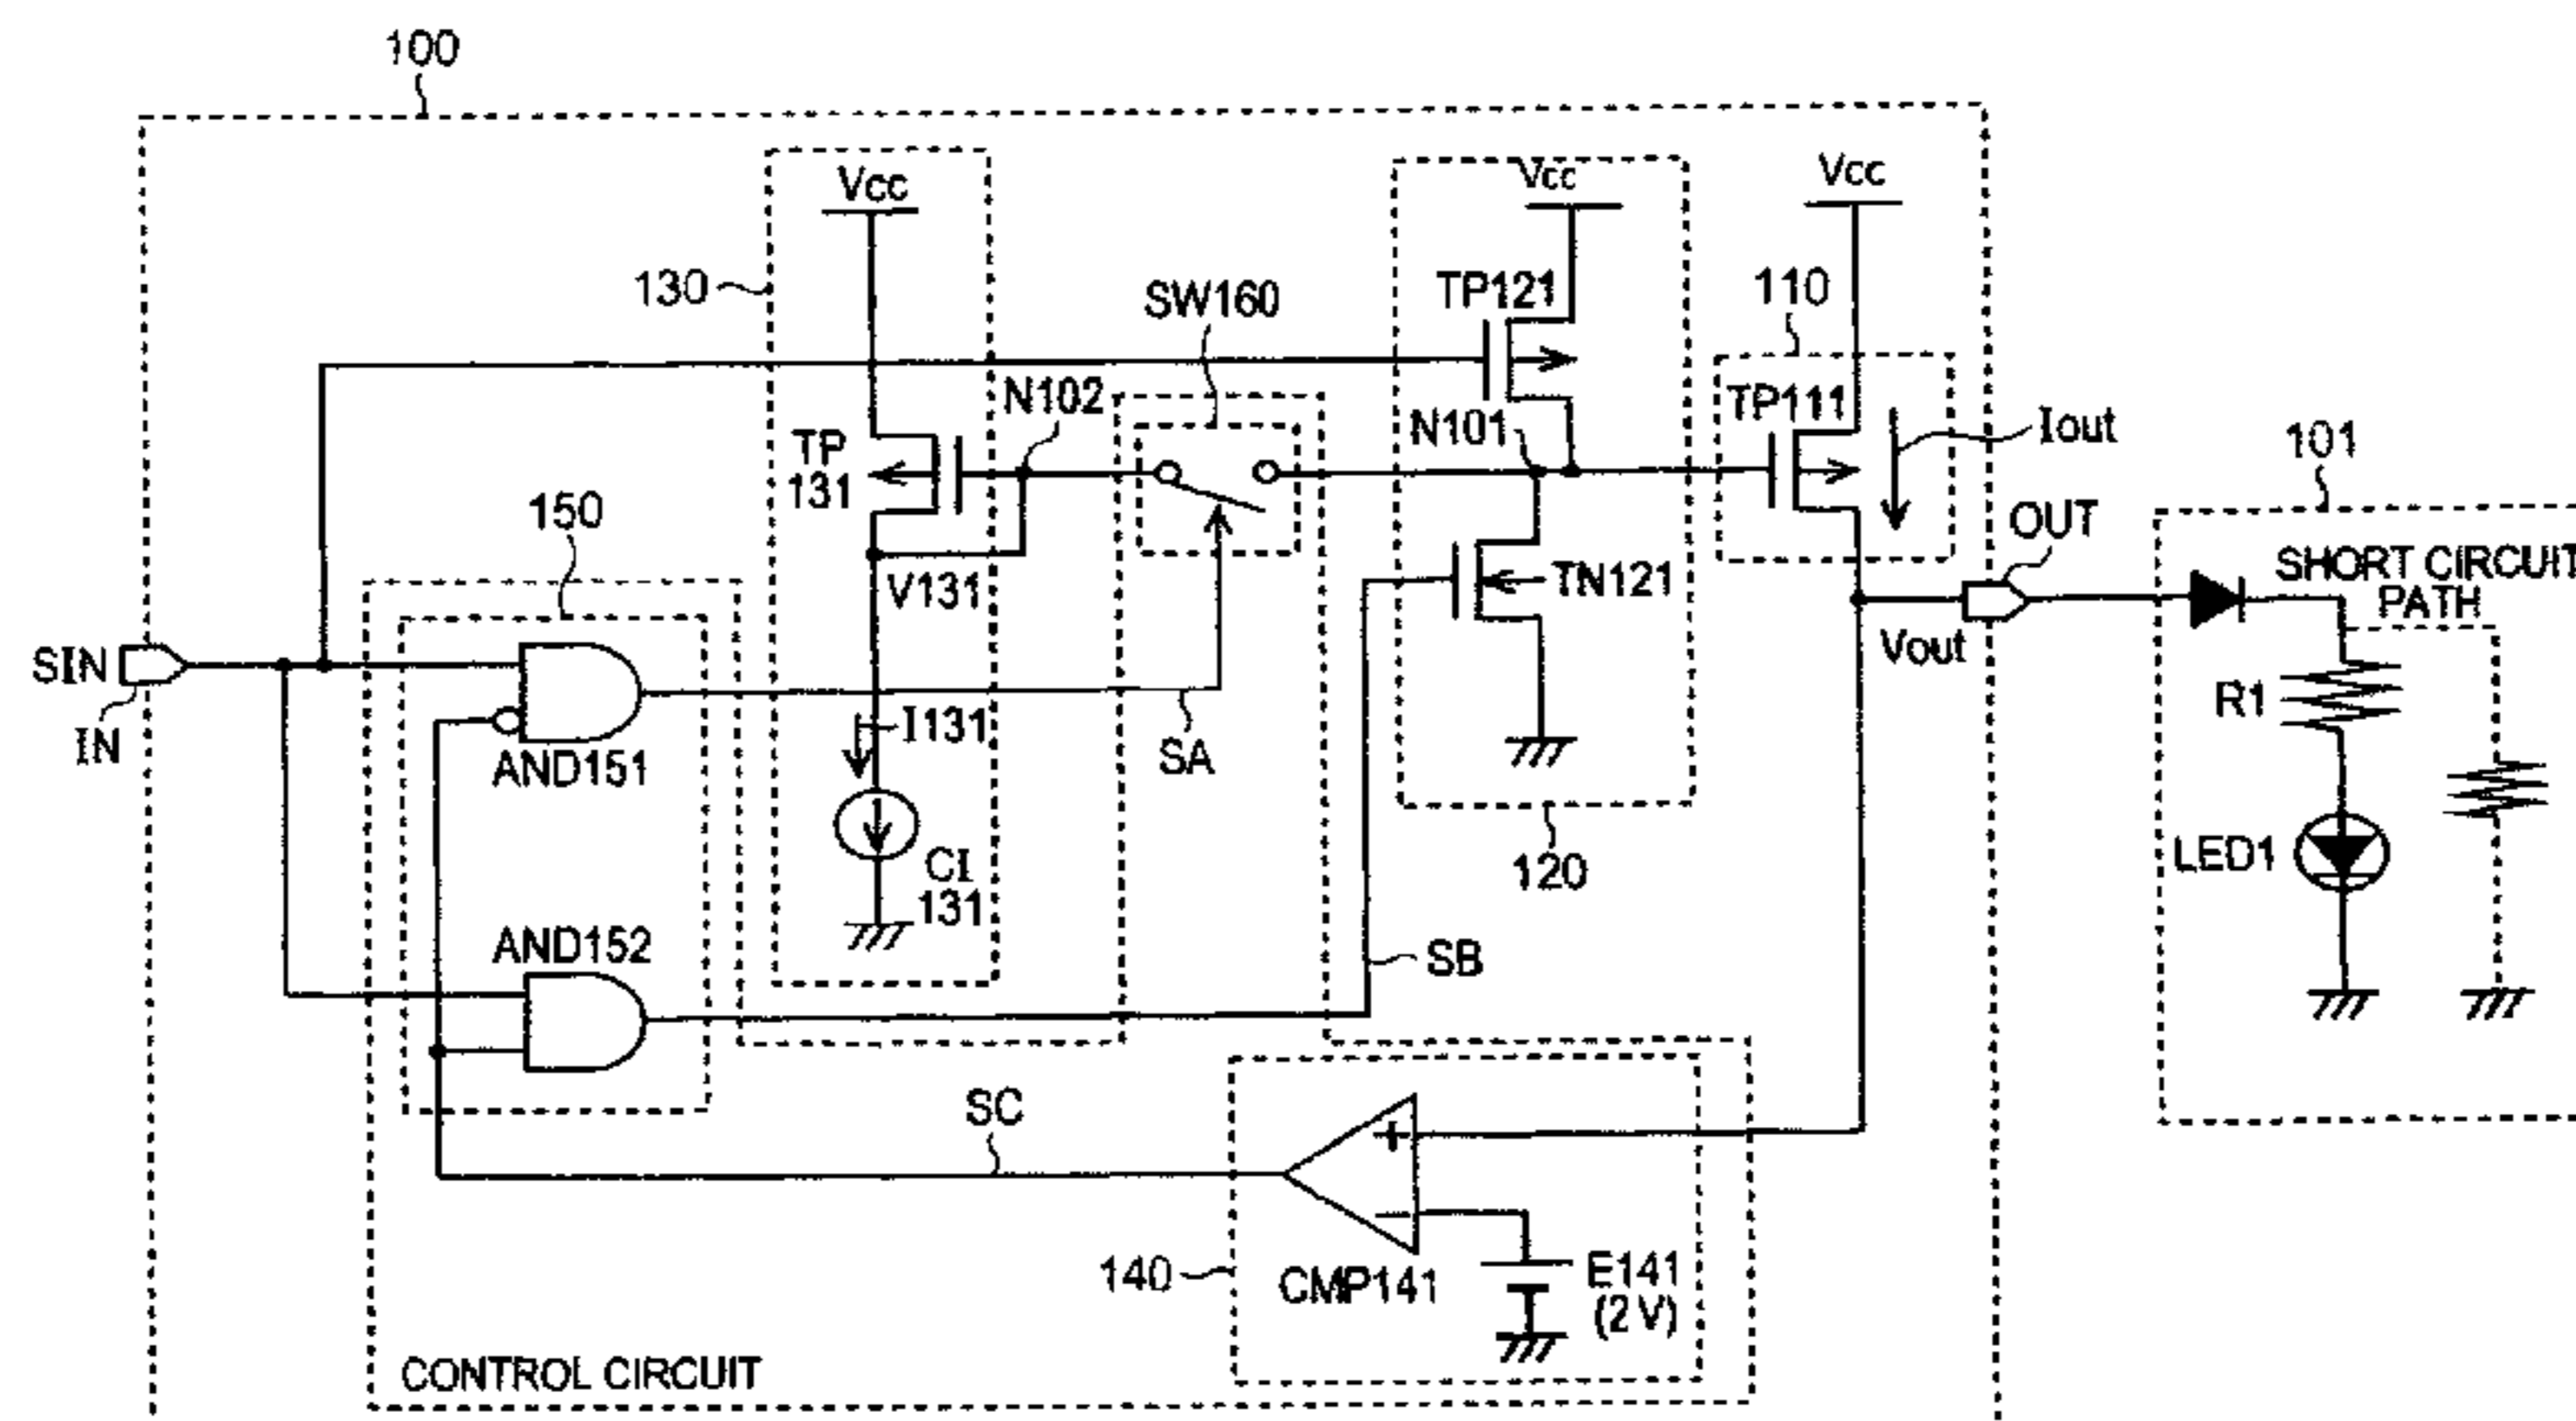 100
Vcc
Vcc
Vcc
130
SW160
TP121
110
N102
TP
131
N101
TP111
Iout
101
150
OUT
V131
TN121
SHORT CIRCUIT
PATH
SIN
IN
Vout
R1
AND151
I131
SA
CI
131
120
LED1
AND152
SB
SC
+
−
140
CMP141
E141
(2 V)
CONTROL CIRCUIT